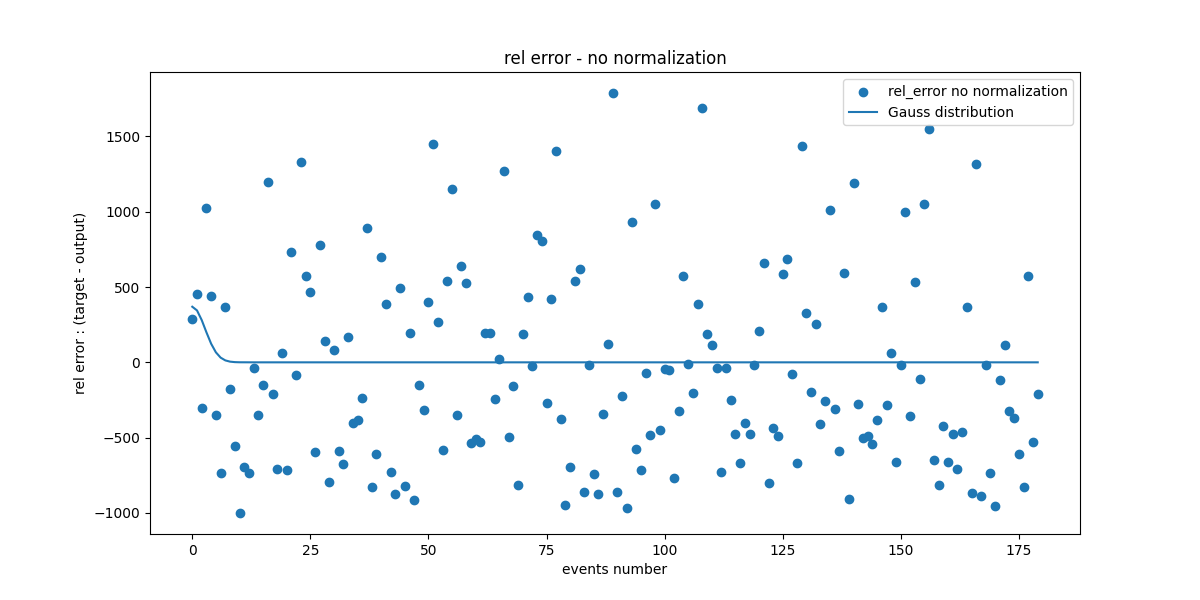 rel error - no normalization
rel_error no normalization
Gauss distribution
rel error : (target - output)
1500
1000
500
0
−500
−1000
0 25 50 75 100 125 150 175
events number